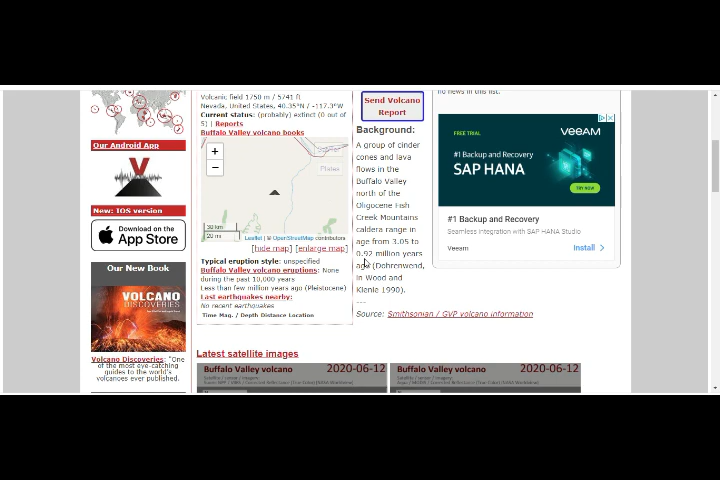 Volcanic field 1750 m / 5741 ft
Nevada, United States, 40.35°N / -117.3°W
Current status: (probably) extinct (0 out of
5) | Reports
Buffalo Valley volcano books
+
−
Plates
30 km
20 mi
Leaflet | © OpenStreetMap contributors
[hide map] [enlarge map]
Typical eruption style: unspecified
Buffalo Valley volcano eruptions: None
during the past 10,000 years
Less than few million years ago (Pleistocene)
Last earthquakes nearby:
No recent earthquakes
Time Mag. / Depth Distance Location
Send Volcano
Report
Background:
A group of cinder
cones and lava
flows in the
Buffalo Valley
north of the
Oligocene Fish
Creek Mountains
caldera range in
age from 3.05 to
0.92 million years
ago (Dohrenwend,
in Wood and
Kienle 1990).
---
Source: Smithsonian / GVP volcano information
no news in this list.
FREE TRIAL
veeam
#1 Backup and Recovery
SAP HANA
TRY NOW
#1 Backup and Recovery
Seamless integration with SAP HANA Studio
Veeam
Install
Our Android App
V
New: IOS version
Download on the
App Store
Our New Book
VOLCANO
DISCOVERIES
Volcano Discoveries: "One
of the most eye-catching
guides to the world's
volcanoes ever published.
Latest satellite images
Buffalo Valley volcano 2020-06-12
Buffalo Valley volcano 2020-06-12